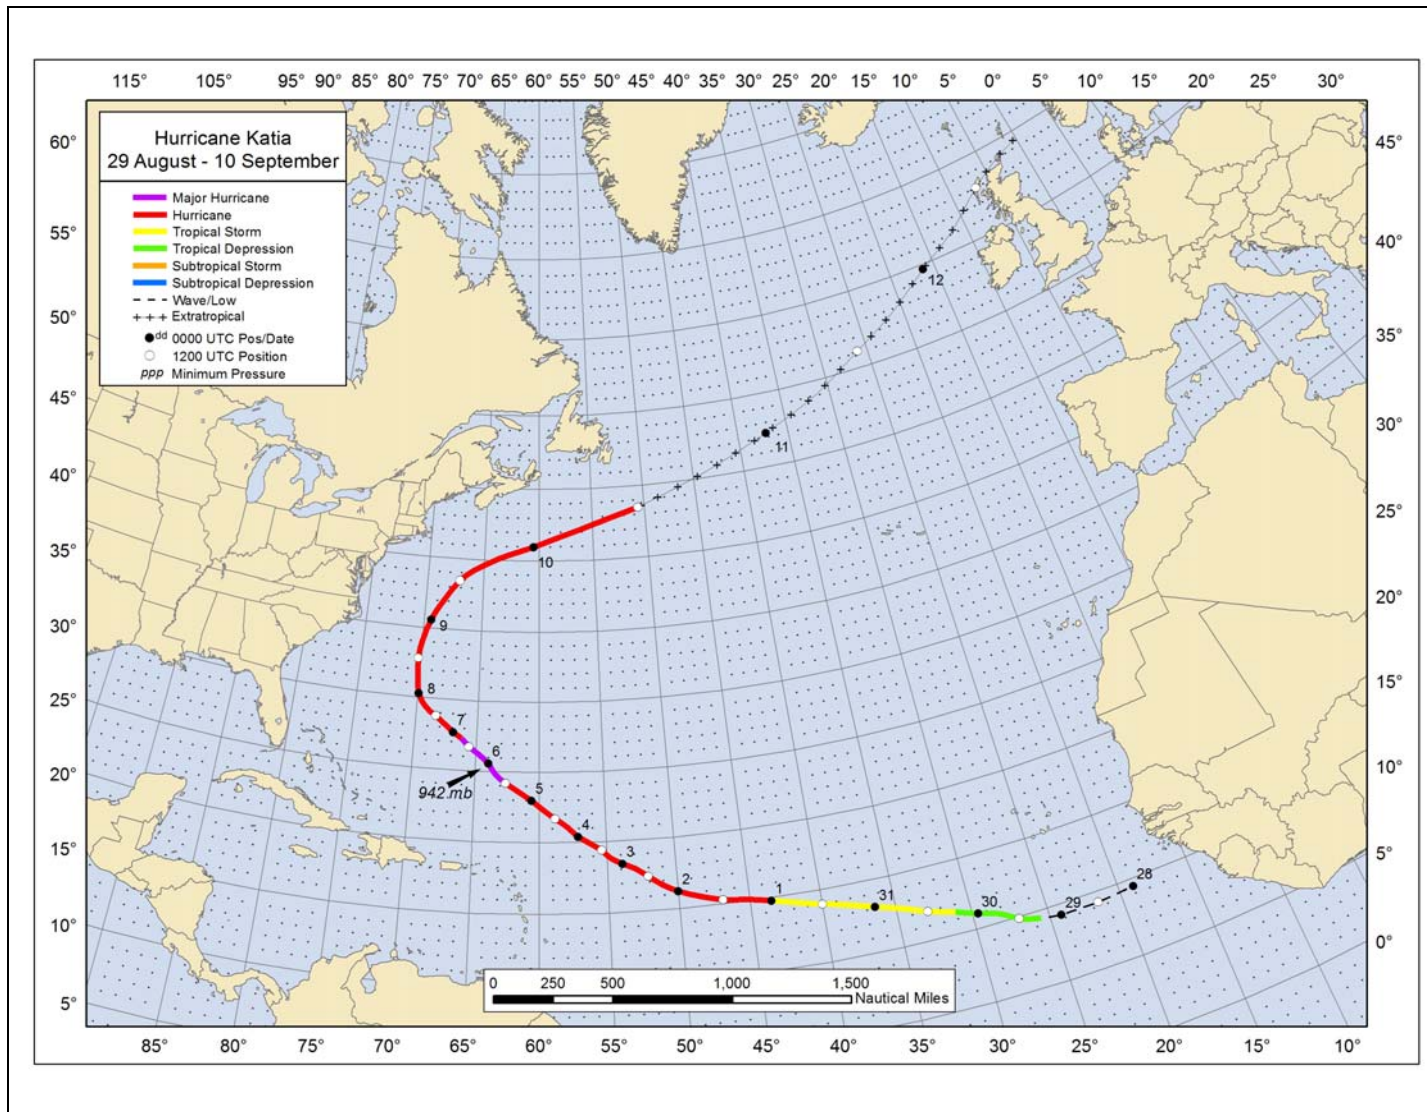 115° 105° 95° 90° 85° 80° 75° 70° 65° 60° 55° 50° 45° 40° 35° 30° 25° 20° 15° 10° 5° 0° 5° 10° 15° 20° 25° 30°
Hurricane Katia
29 August - 10 September
Major Hurricane
Hurricane
Tropical Storm
Tropical Depression
Subtropical Storm
Subtropical Depression
Wave/Low
Extratropical
dd 0000 UTC Pos/Date
1200 UTC Position
ppp Minimum Pressure
60°
55°
50°
45°
40°
35°
30°
25°
20°
15°
10°
5°
45°
40°
35°
30°
25°
20°
15°
10°
5°
0°
12
11
10
9
8
7
6
942 mb
5
4
3
2
1
31
30
29
28
0 250 500 1,000 1,500
Nautical Miles
85° 80° 75° 70° 65° 60° 55° 50° 45° 40° 35° 30° 25° 20° 15° 10°